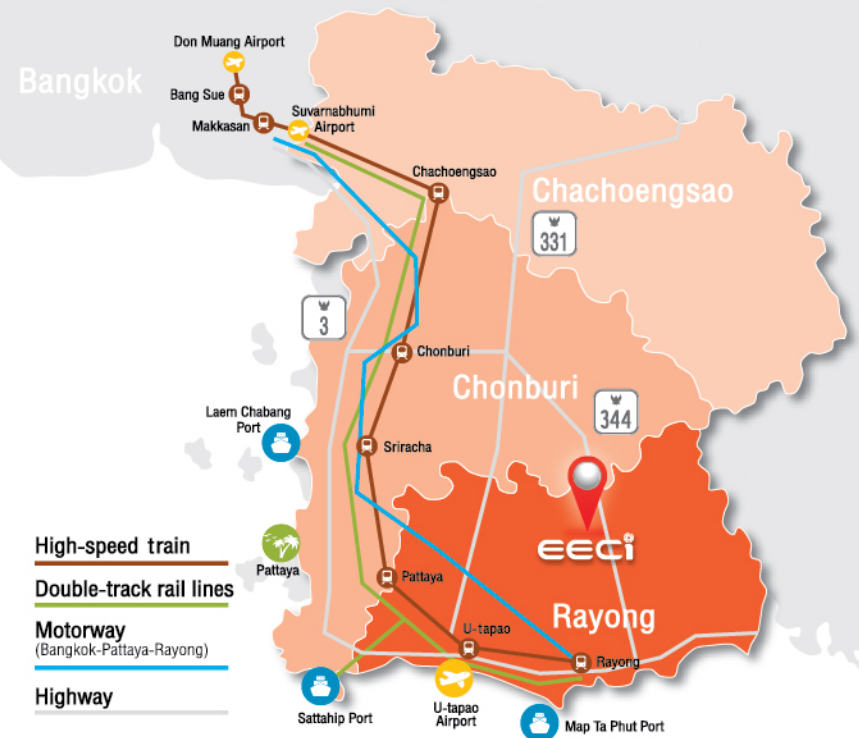 Don Muang Airport
Bangkok
Bang Sue
Makkasan
Suvarnabhumi
Airport
Chachoengsao
Chachoengsao
331
3
Chonburi
Chonburi
344
Laem Chabang
Port
Sriracha
EECi
High-speed train
Double-track rail lines
Motorway
(Bangkok-Pattaya-Rayong)
Highway
Pattaya
Pattaya
Rayong
U-tapao
Rayong
Sattahip Port
U-tapao
Airport
Map Ta Phut Port